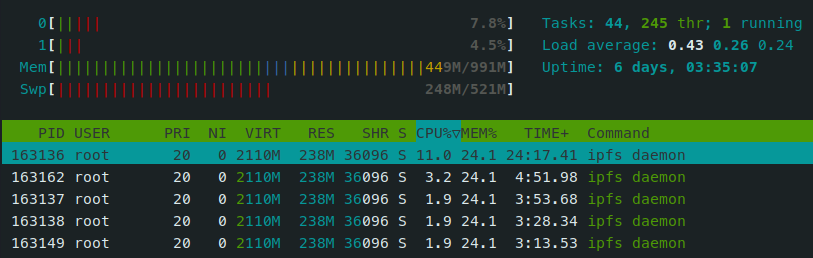 0[||||| 7.8%] Tasks: 44, 245 thr; 1 running
1[||| 4.5%] Load average: 0.43 0.26 0.24
Mem[||||||||||||||||||||||||||||||||||||||||||449M/991M] Uptime: 6 days, 03:35:07
Swp[|||||||||||||||||||||||| 248M/521M]
PID USER PRI NI VIRT RES SHR S CPU%▽MEM% TIME+ Command
163136 root 20 0 2110M 238M 36096 S 11.0 24.1 24:17.41 ipfs daemon
163162 root 20 0 2110M 238M 36096 S 3.2 24.1 4:51.98 ipfs daemon
163137 root 20 0 2110M 238M 36096 S 1.9 24.1 3:53.68 ipfs daemon
163138 root 20 0 2110M 238M 36096 S 1.9 24.1 3:28.34 ipfs daemon
163149 root 20 0 2110M 238M 36096 S 1.9 24.1 3:13.53 ipfs daemon